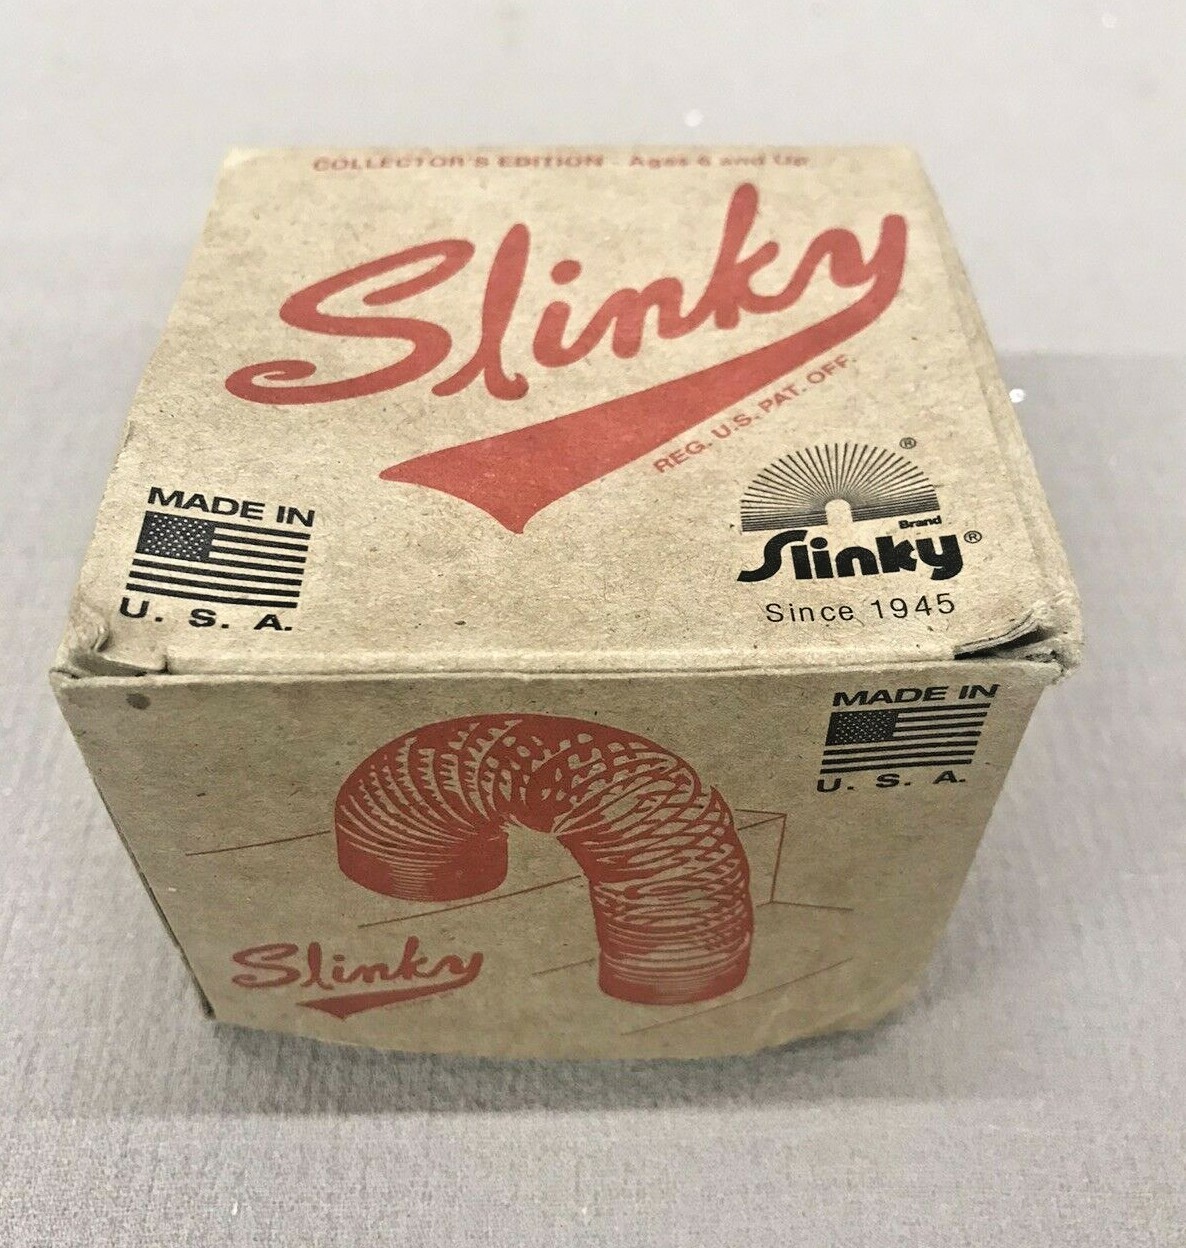 COLLECTOR'S EDITION - Ages 6 and Up
Slinky
REG. U.S. PAT. OFF.
MADE IN
U. S. A.
®
Brand
Slinky®
Since 1945
MADE IN
U. S. A.
Slinky